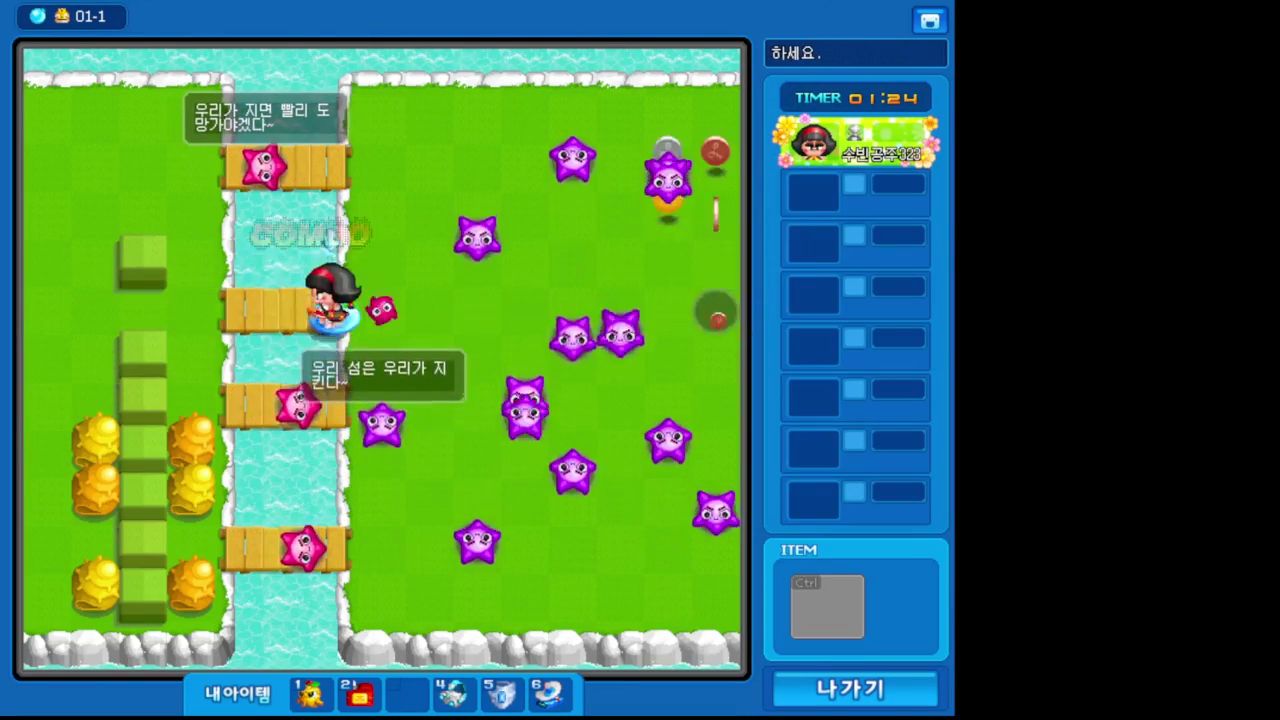 01-1
하세요.
TIMER 01:24
수빈공주023
우리가 지면 빨리 도
망가야겠다~
COMBO
우리 섬은 우리가 지
킨다~
ITEM
Ctrl
내아이템
1
2
4
5
6
나가기